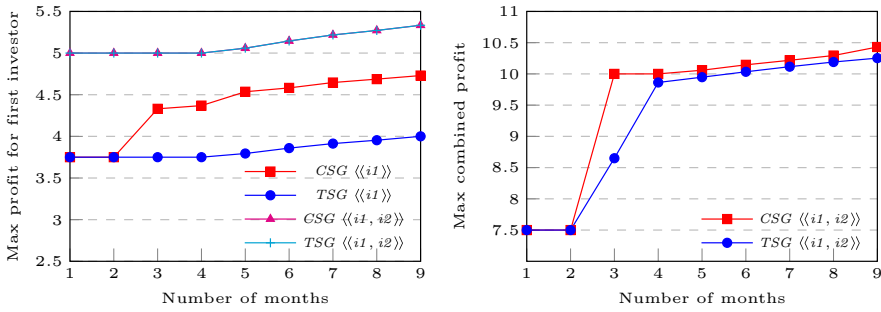 Max profit for first investor
5.5
5
4.5
4
3.5
3
2.5
1 2 3 4 5 6 7 8 9
Number of months
CSG ⟨⟨i1⟩⟩
TSG ⟨⟨i1⟩⟩
CSG ⟨⟨i1, i2⟩⟩
TSG ⟨⟨i1, i2⟩⟩
Max combined profit
11
10.5
10
9.5
9
8.5
8
7.5
1 2 3 4 5 6 7 8 9
Number of months
CSG ⟨⟨i1, i2⟩⟩
TSG ⟨⟨i1, i2⟩⟩